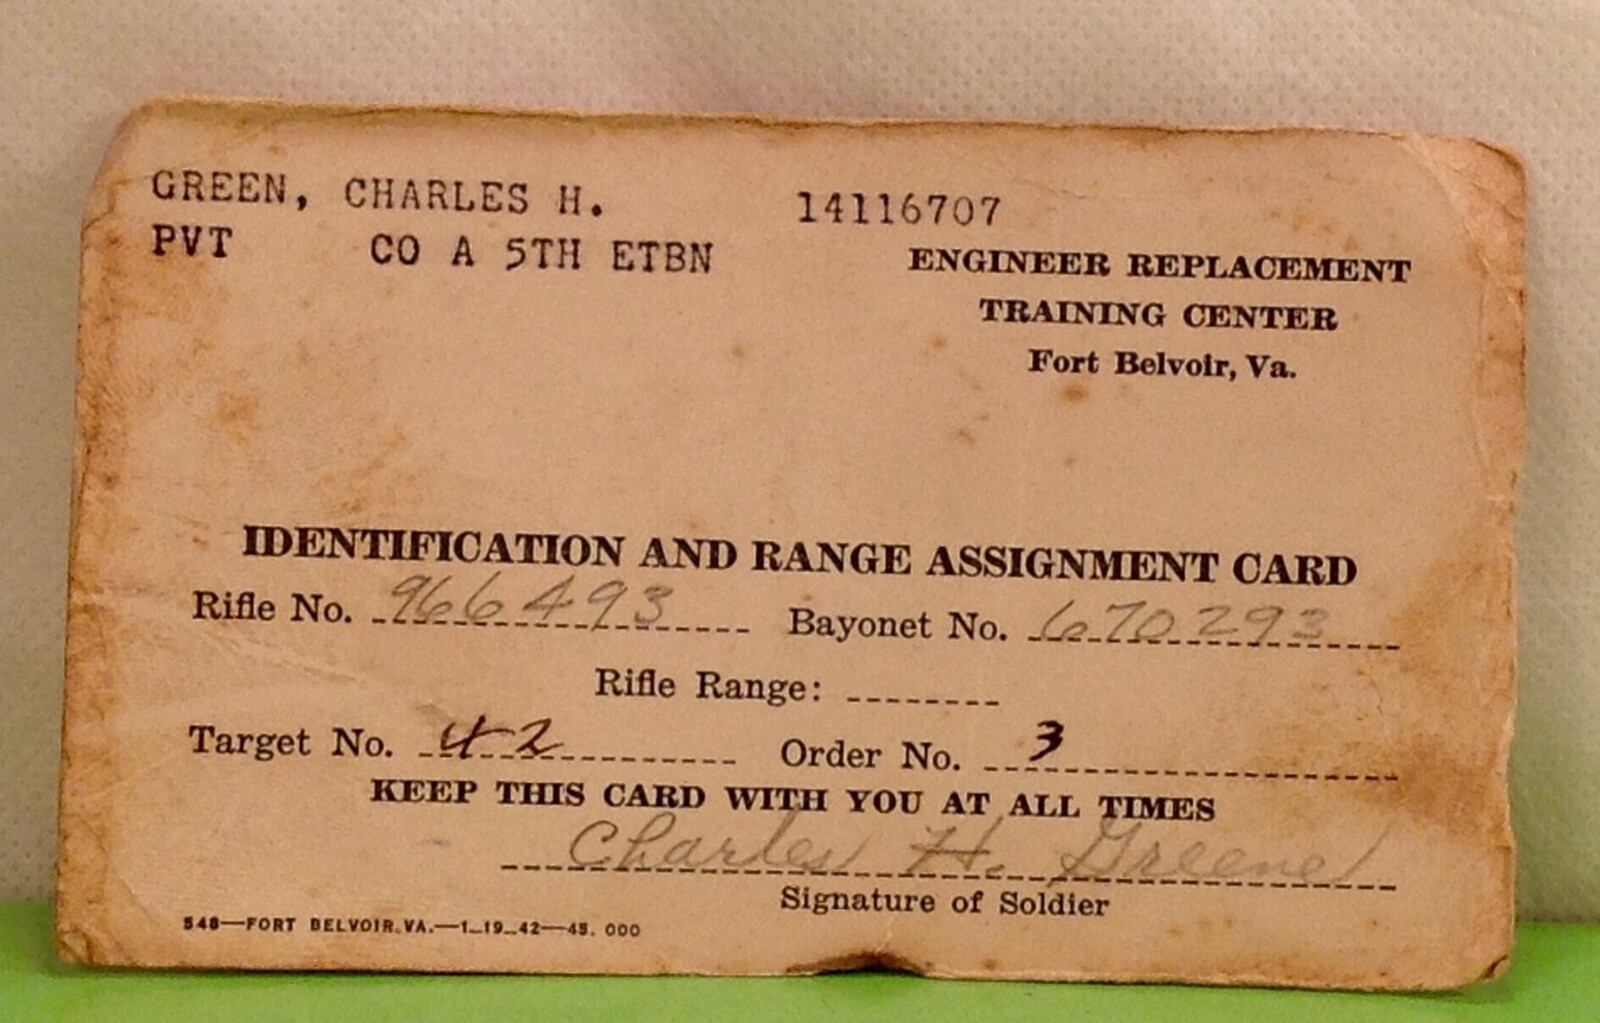 GREEN, CHARLES H. 14116707
PVT CO A 5TH ETBN
ENGINEER REPLACEMENT
TRAINING CENTER
Fort Belvoir, Va.
IDENTIFICATION AND RANGE ASSIGNMENT CARD
Rifle No. 966493 Bayonet No. 670293
Rifle Range:
Target No. 42 Order No. 3
KEEP THIS CARD WITH YOU AT ALL TIMES
Charles H. Greene
Signature of Soldier
548—FORT BELVOIR, VA.—1-19-42—45,000